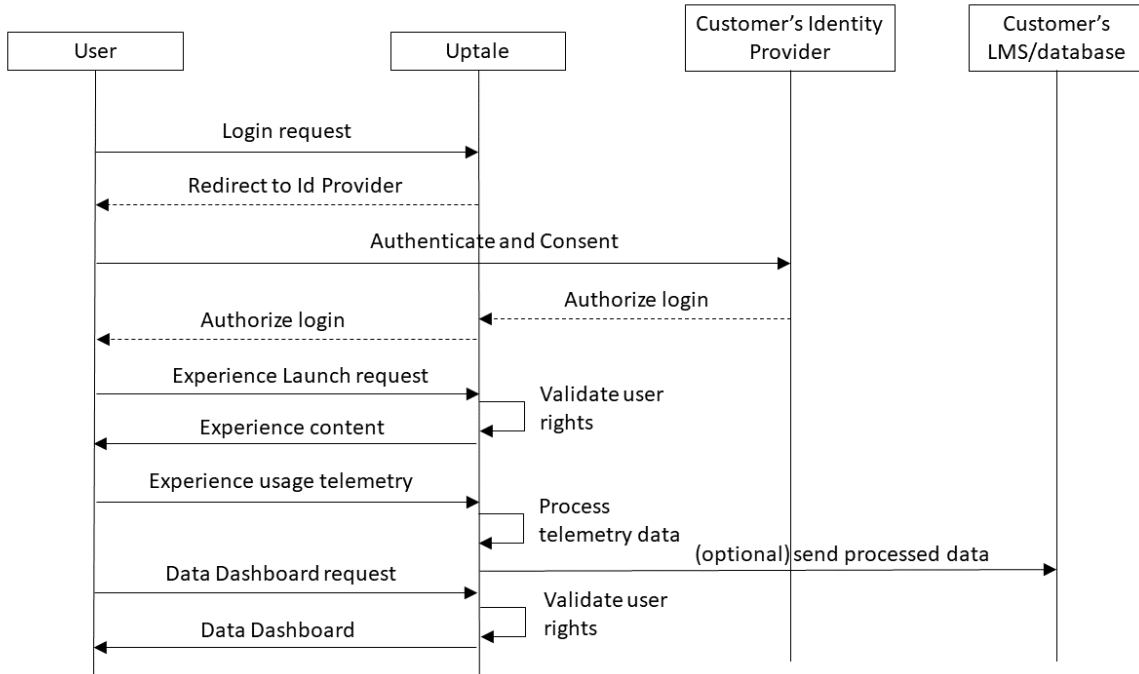 User
Uptale
Customer's Identity
Provider
Customer's
LMS/database
Login request
Redirect to Id Provider
Authenticate and Consent
Authorize login
Authorize login
Experience Launch request
Validate user
rights
Experience content
Experience usage telemetry
Process
telemetry data
(optional) send processed data
Data Dashboard request
Validate user
rights
Data Dashboard